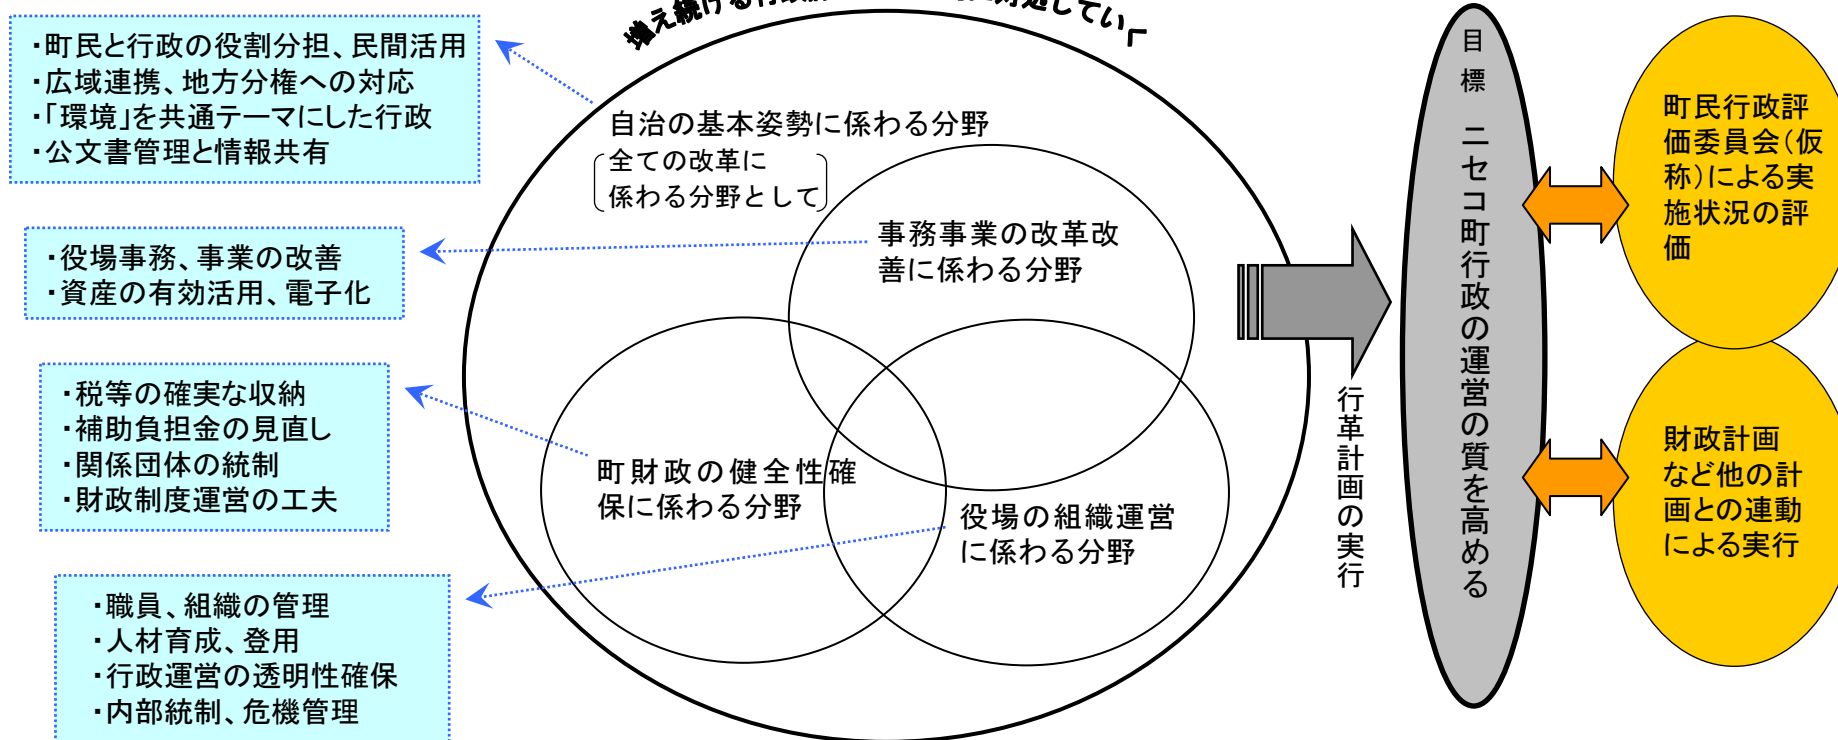 増え続ける行政
していく
・町民と行政の役割分担、民間活用
・広域連携、地方分権への対応
・「環境」を共通テーマにした行政
・公文書管理と情報共有
自治の基本姿勢に係わる分野
全ての改革に
係わる分野として
・役場事務、事業の改善
・資産の有効活用、電子化
事務事業の改革改
善に係わる分野
・税等の確実な収納
・補助負担金の見直し
・関係団体の統制
・財政制度運営の工夫
町財政の健全性確
保に係わる分野
役場の組織運営
に係わる分野
・職員、組織の管理
・人材育成、登用
・行政運営の透明性確保
・内部統制、危機管理
行革計画の実行
目標 ニセコ町行政の運営の質を高める
町民行政評
価委員会（仮
称）による実
施状況の評
価
財政計画
など他の計
画との連動
による実行